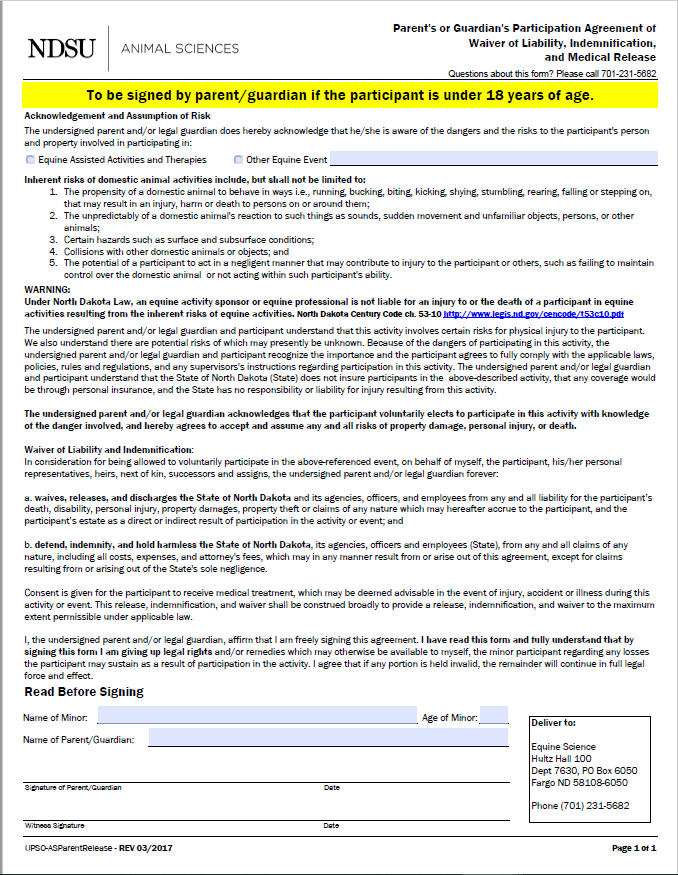 NDSU ANIMAL SCIENCES
Parent's or Guardian's Participation Agreement of
Waiver of Liability, Indemnification,
and Medical Release
Questions about this form? Please call 701-231-5682
To be signed by parent/guardian if the participant is under 18 years of age.
Acknowledgement and Assumption of Risk
The undersigned parent and/or legal guardian does hereby acknowledge that he/she is aware of the dangers and the risks to the participant's person
and property involved in participating in:
Equine Assisted Activities and Therapies Other Equine Event
Inherent risks of domestic animal activities include, but shall not be limited to:
1. The propensity of a domestic animal to behave in ways i.e., running, bucking, biting, kicking, shying, stumbling, rearing, falling or stepping on,
that may result in an injury, harm or death to persons on or around them;
2. The unpredictably of a domestic animal's reaction to such things as sounds, sudden movement and unfamiliar objects, persons, or other
animals;
3. Certain hazards such as surface and subsurface conditions;
4. Collisions with other domestic animals or objects; and
5. The potential of a participant to act in a negligent manner that may contribute to injury to the participant or others, such as failing to maintain
control over the domestic animal or not acting within such participant's ability.
WARNING:
Under North Dakota Law, an equine activity sponsor or equine professional is not liable for an injury to or the death of a participant in equine
activities resulting from the inherent risks of equine activities. North Dakota Century Code ch. 53-10 http://www.legis.nd.gov/cencode/t53c10.pdf
The undersigned parent and/or legal guardian and participant understand that this activity involves certain risks for physical injury to the participant.
We also understand there are potential risks of which may presently be unknown. Because of the dangers of participating in this activity, the
undersigned parent and/or legal guardian and participant recognize the importance and the participant agrees to fully comply with the applicable laws,
policies, rules and regulations, and any supervisor's instructions regarding participation in this activity. The undersigned parent and/or legal guardian
and participant understand that the State of North Dakota (State) does not insure participants in the above-described activity, that any coverage would
be through personal insurance, and the State has no responsibility or liability for injury resulting from this activity.
The undersigned parent and/or legal guardian acknowledges that the participant voluntarily elects to participate in this activity with knowledge
of the danger involved, and hereby agrees to accept and assume any and all risks of property damage, personal injury, or death.
Waiver of Liability and Indemnification:
In consideration for being allowed to voluntarily participate in the above-referenced event, on behalf of myself, the participant, his/her personal
representatives, heirs, next of kin, successors and assigns, the undersigned parent and/or legal guardian forever:
a. waives, releases, and discharges the State of North Dakota and its agencies, officers, and employees from any and all liability for the participant's
death, disability, personal injury, property damages, property theft or claims of any nature which may hereafter accrue to the participant, and the
participant's estate as a direct or indirect result of participation in the activity or event; and
b. defend, indemnify, and hold harmless the State of North Dakota, its agencies, officers and employees (State), from any and all claims of any
nature, including all costs, expenses, and attorney's fees, which may in any manner result from or arise out of this agreement, except for claims
resulting from or arising out of the State's sole negligence.
Consent is given for the participant to receive medical treatment, which may be deemed advisable in the event of injury, accident or illness during this
activity or event. This release, indemnification, and waiver shall be construed broadly to provide a release, indemnification, and waiver to the maximum
extent permissible under applicable law.
I, the undersigned parent and/or legal guardian, affirm that I am freely signing this agreement. I have read this form and fully understand that by
signing this form I am giving up legal rights and/or remedies which may otherwise be available to myself, the minor participant regarding any losses
the participant may sustain as a result of participation in the activity. I agree that if any portion is held invalid, the remainder will continue in full legal
force and effect.
Read Before Signing
Name of Minor: Age of Minor:
Name of Parent/Guardian:
Signature of Parent/Guardian Date
Witness Signature Date
Deliver to:
Equine Science
Hultz Hall 100
Dept 7630, PO Box 6050
Fargo ND 58108-6050
Phone (701) 231-5682
UPSO-ASParentRelease - REV 03/2017 Page 1 of 1